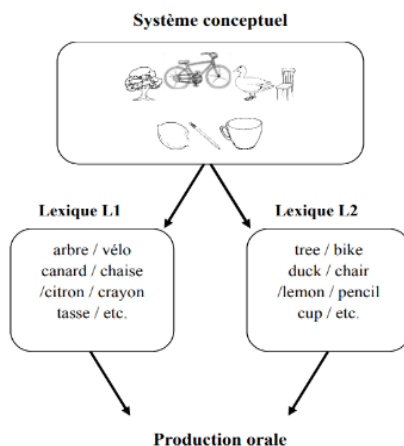 Système conceptuel
Lexique L1
arbre / vélo
canard / chaise
/citron / crayon
tasse / etc.
Lexique L2
tree / bike
duck / chair
/lemon / pencil
cup / etc.
Production orale